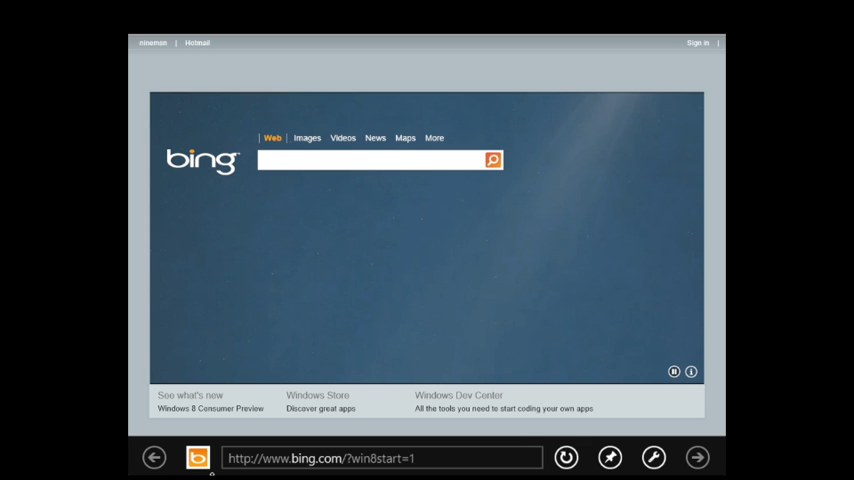 ninemsn | Hotmail Sign in |
| Web | Images Videos News Maps More
bing
See what's new Windows Store Windows Dev Center
Windows 8 Consumer Preview Discover great apps All the tools you need to start coding your own apps
http://www.bing.com/?win8start=1